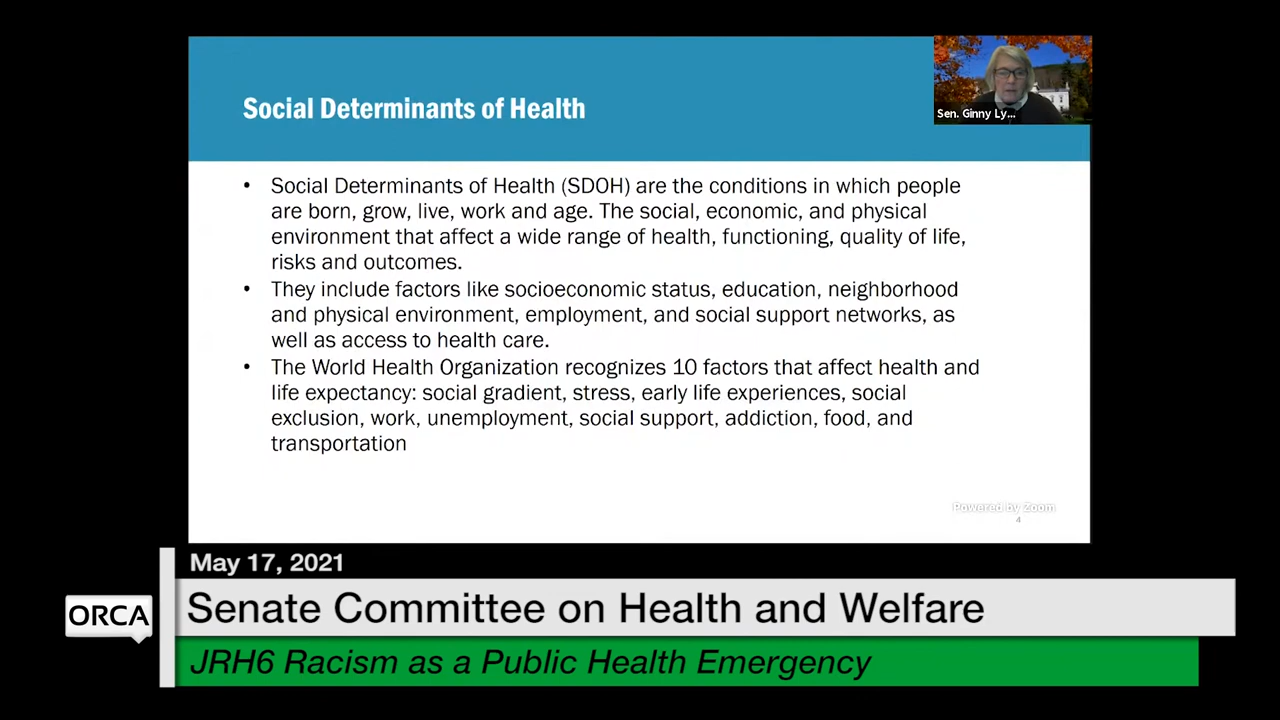 Social Determinants of Health
Sen. Ginny Ly...
• Social Determinants of Health (SDOH) are the conditions in which people
are born, grow, live, work and age. The social, economic, and physical
environment that affect a wide range of health, functioning, quality of life,
risks and outcomes.
• They include factors like socioeconomic status, education, neighborhood
and physical environment, employment, and social support networks, as
well as access to health care.
• The World Health Organization recognizes 10 factors that affect health and
life expectancy: social gradient, stress, early life experiences, social
exclusion, work, unemployment, social support, addiction, food, and
transportation
Powered by Zoom
4
May 17, 2021
ORCA
Senate Committee on Health and Welfare
JRH6 Racism as a Public Health Emergency